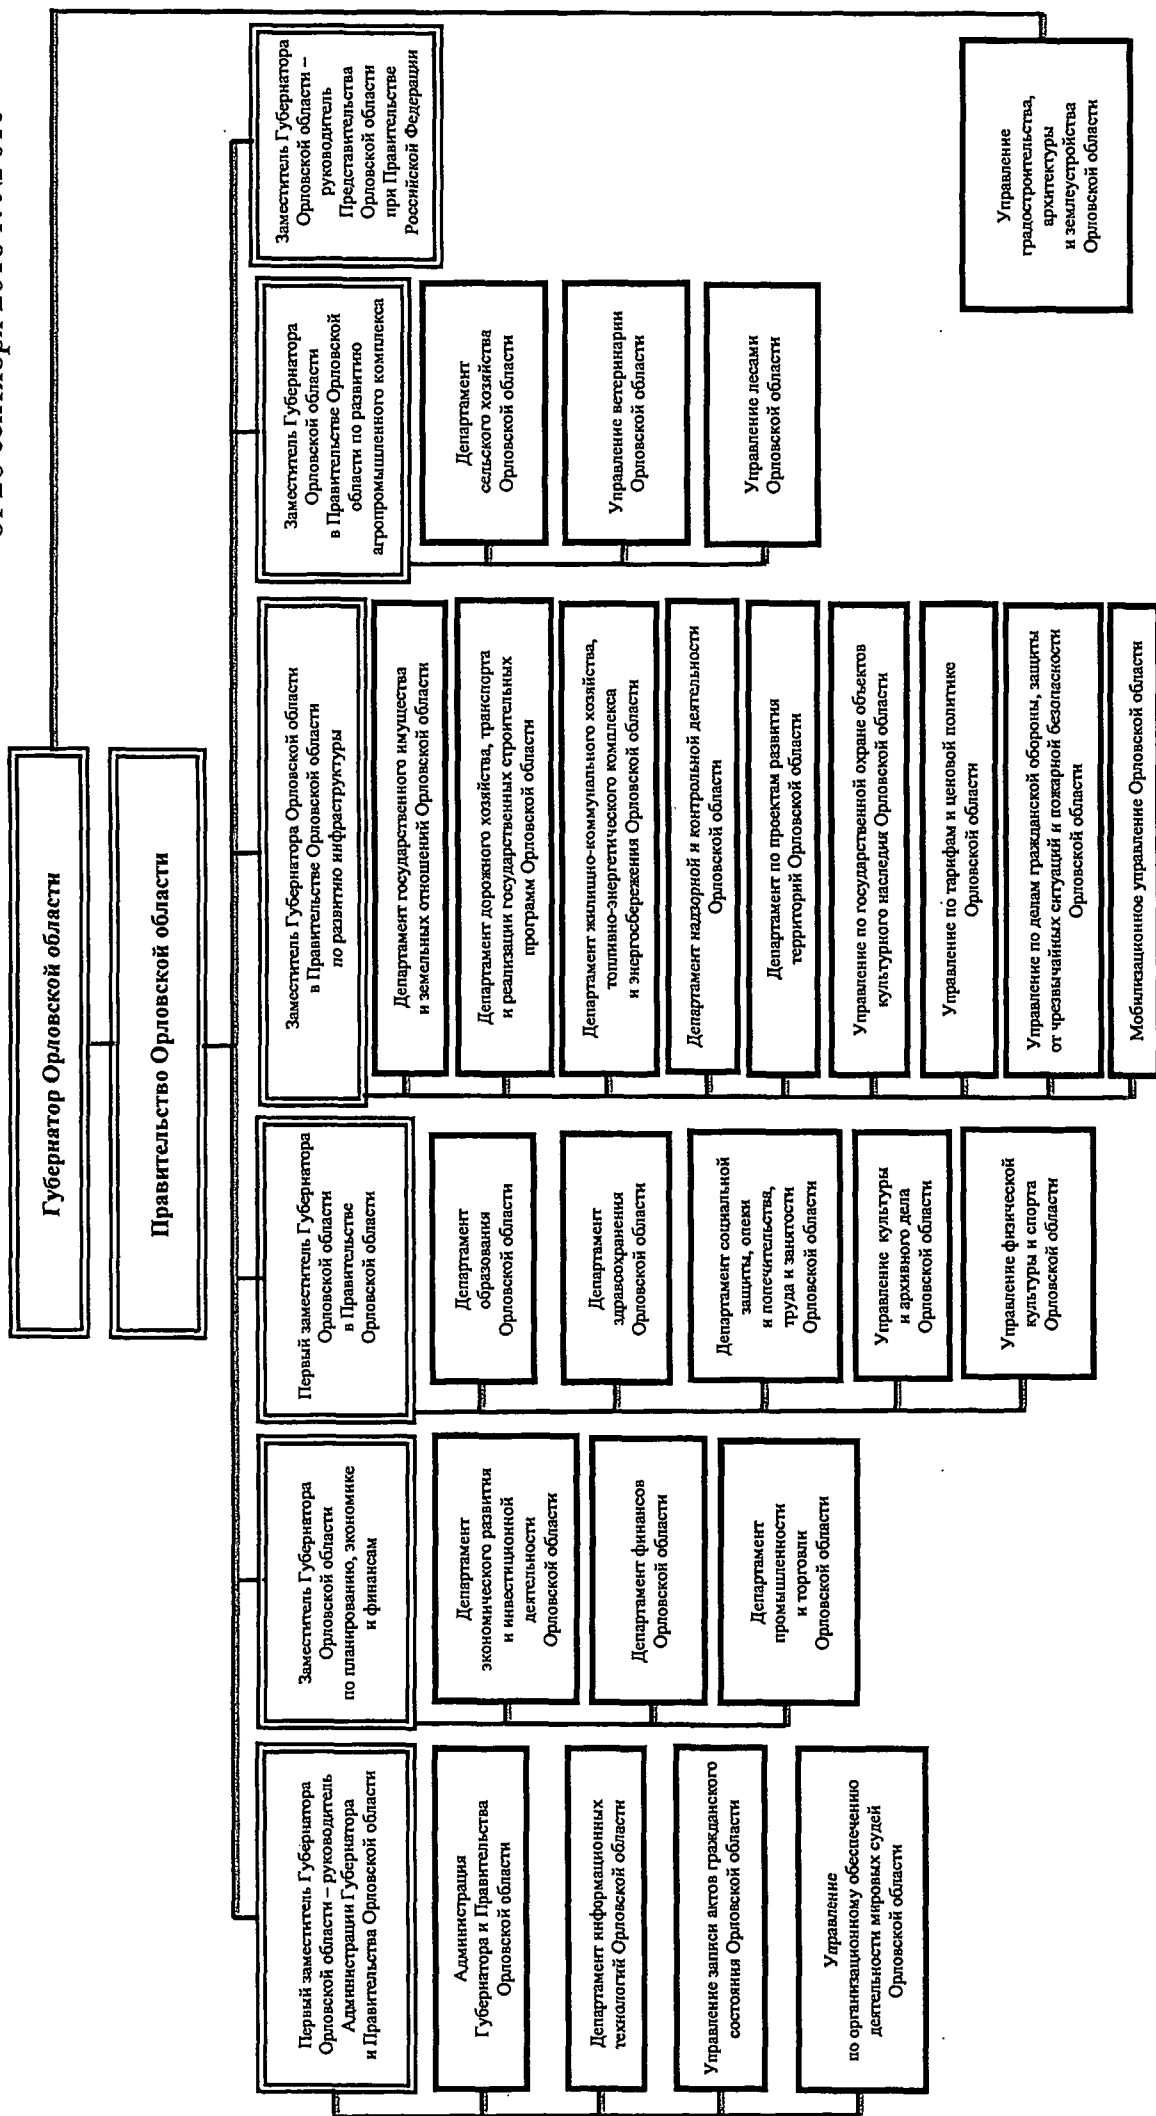 Губернатор Орловской области
Правительство Орловской области
Первый заместитель Губернатора
Орловской области – руководитель
Администрации Губернатора
и Правительства Орловской области
Администрация
Губернатора и Правительства
Орловской области
Департамент информационных
технологий Орловской области
Управление записи актов гражданского
состояния Орловской области
Управление
по организационному обеспечению
деятельности мировых судей
Орловской области
Заместитель Губернатора
Орловской области
по планированию, экономике
и финансам
Департамент
экономического развития
и инвестиционной
деятельности
Орловской области
Департамент финансов
Орловской области
Департамент
промышленности
и торговли
Орловской области
Первый заместитель Губернатора
Орловской области
в Правительстве
Орловской области
Департамент
образования
Орловской области
Департамент
здравоохранения
Орловской области
Департамент социальной
защиты, опеки
и попечительства,
труда и занятости
Орловской области
Управление культуры
и архивного дела
Орловской области
Управление физической
культуры и спорта
Орловской области
Заместитель Губернатора Орловской области
в Правительстве Орловской области
по развитию инфраструктуры
Департамент государственного имущества
и земельных отношений Орловской области
Департамент дорожного хозяйства, транспорта
и реализации государственных строительных
программ Орловской области
Департамент жилищно-коммунального хозяйства,
топливно-энергетического комплекса
и энергосбережения Орловской области
Департамент надзорной и контрольной деятельности
Орловской области
Департамент по проектам развития
территорий Орловской области
Управление по государственной охране объектов
культурного наследия Орловской области
Управление по тарифам и ценовой политике
Орловской области
Управление по делам гражданской обороны, защиты
от чрезвычайных ситуаций и пожарной безопасности
Орловской области
Мобилизационное управление Орловской области
Заместитель Губернатора
Орловской области
в Правительстве Орловской
области по развитию
агропромышленного комплекса
Департамент
сельского хозяйства
Орловской области
Управление ветеринарии
Орловской области
Управление лесами
Орловской области
Заместитель Губернатора
Орловской области –
руководитель
Представительства
Орловской области
при Правительстве
Российской Федерации
Управление
градостроительства,
архитектуры
и землеустройства
Орловской области